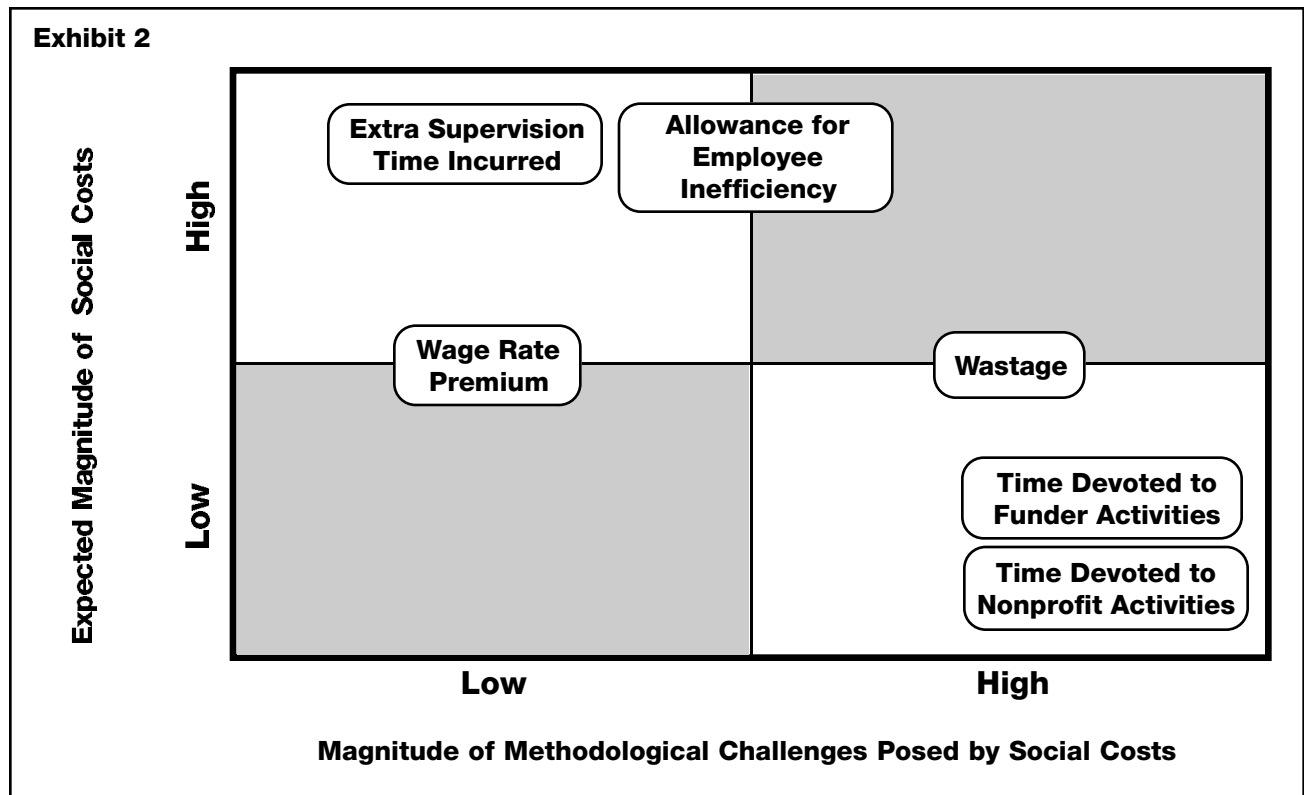 Exhibit 2
Expected Magnitude of Social Costs
High
Low
Extra Supervision
Time Incurred
Allowance for
Employee
Inefficiency
Wage Rate
Premium
Wastage
Time Devoted to
Funder Activities
Time Devoted to
Nonprofit Activities
Low
High
Magnitude of Methodological Challenges Posed by Social Costs